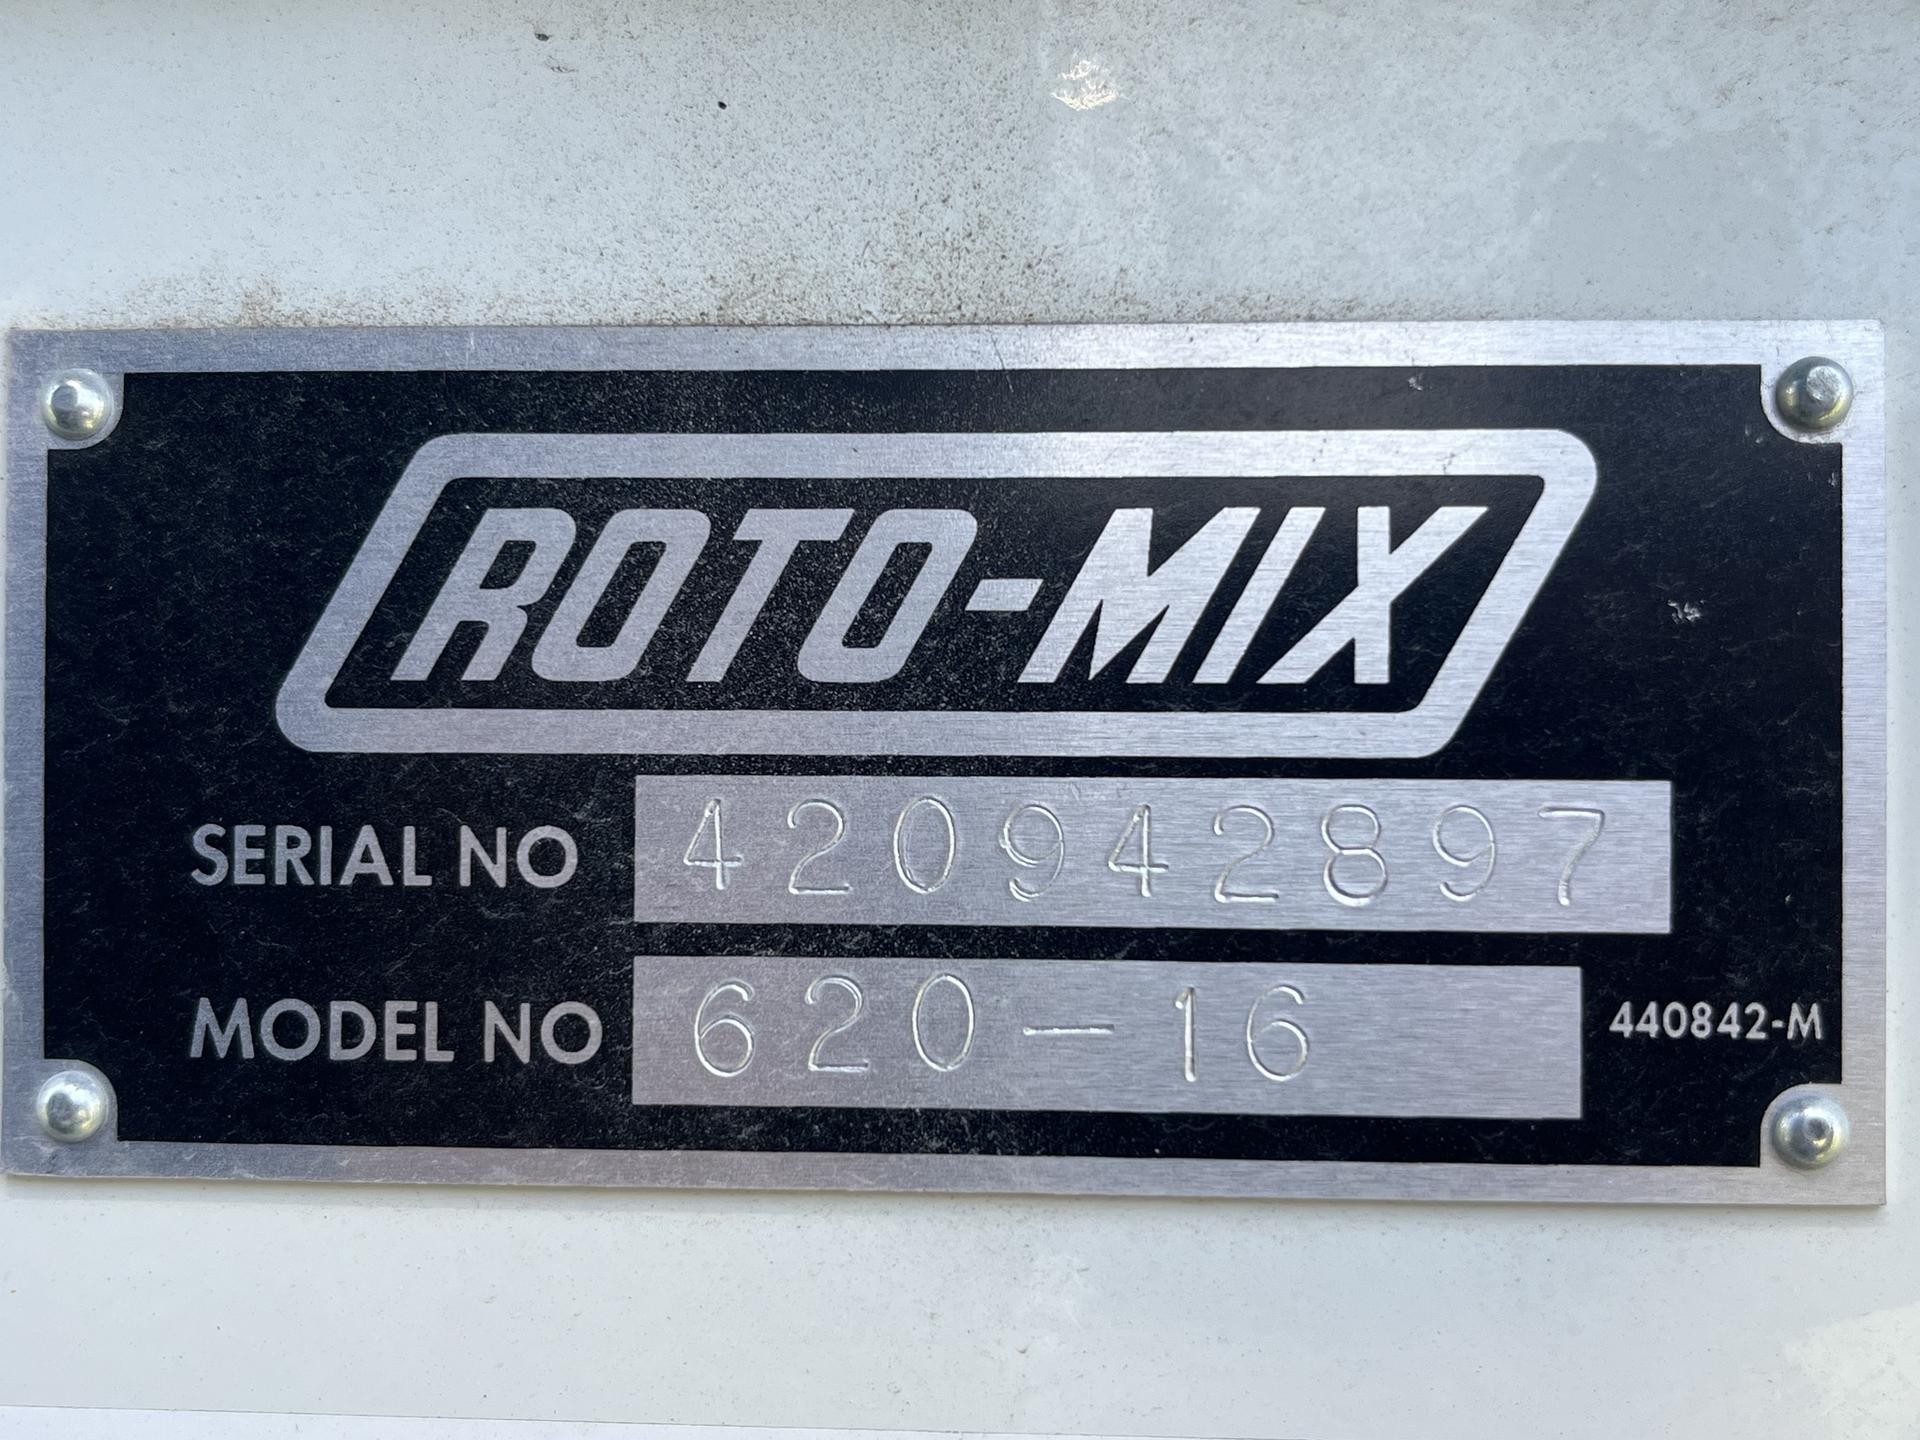 ROTO-MIX
SERIAL NO 420942897
MODEL NO 620-16 440842-M